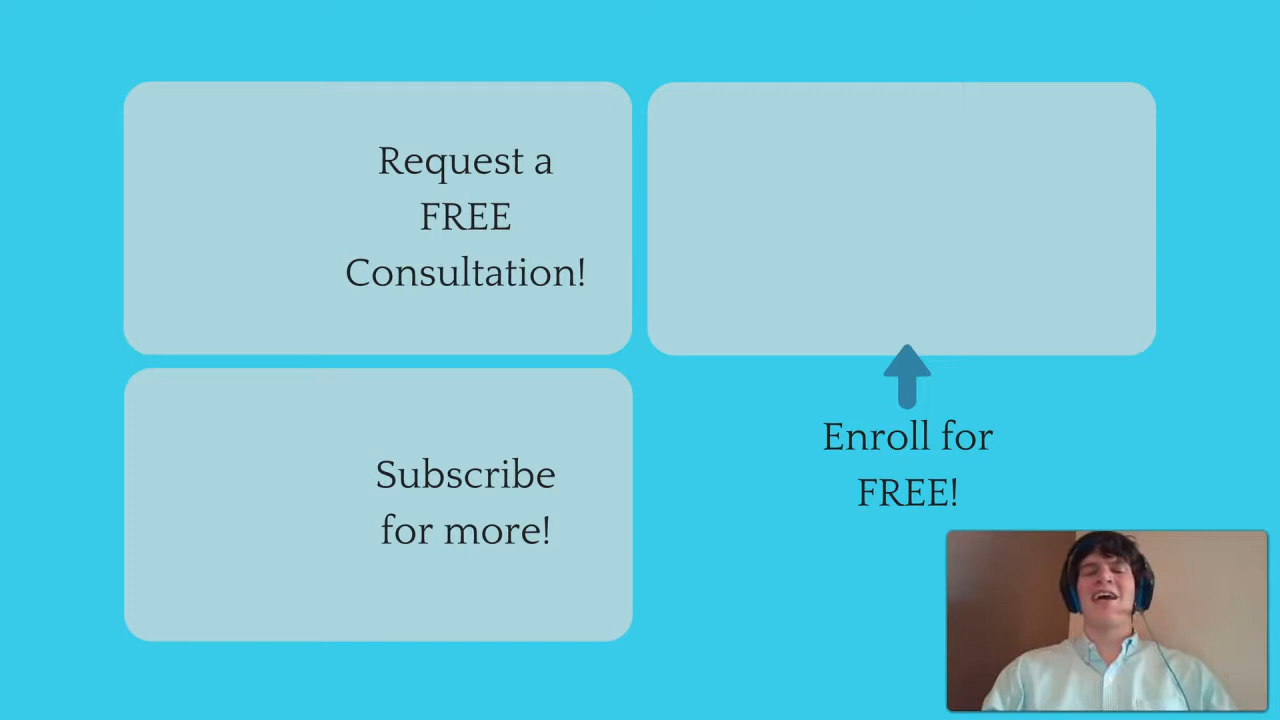 Request a
FREE
Consultation!
Subscribe
for more!
Enroll for
FREE!